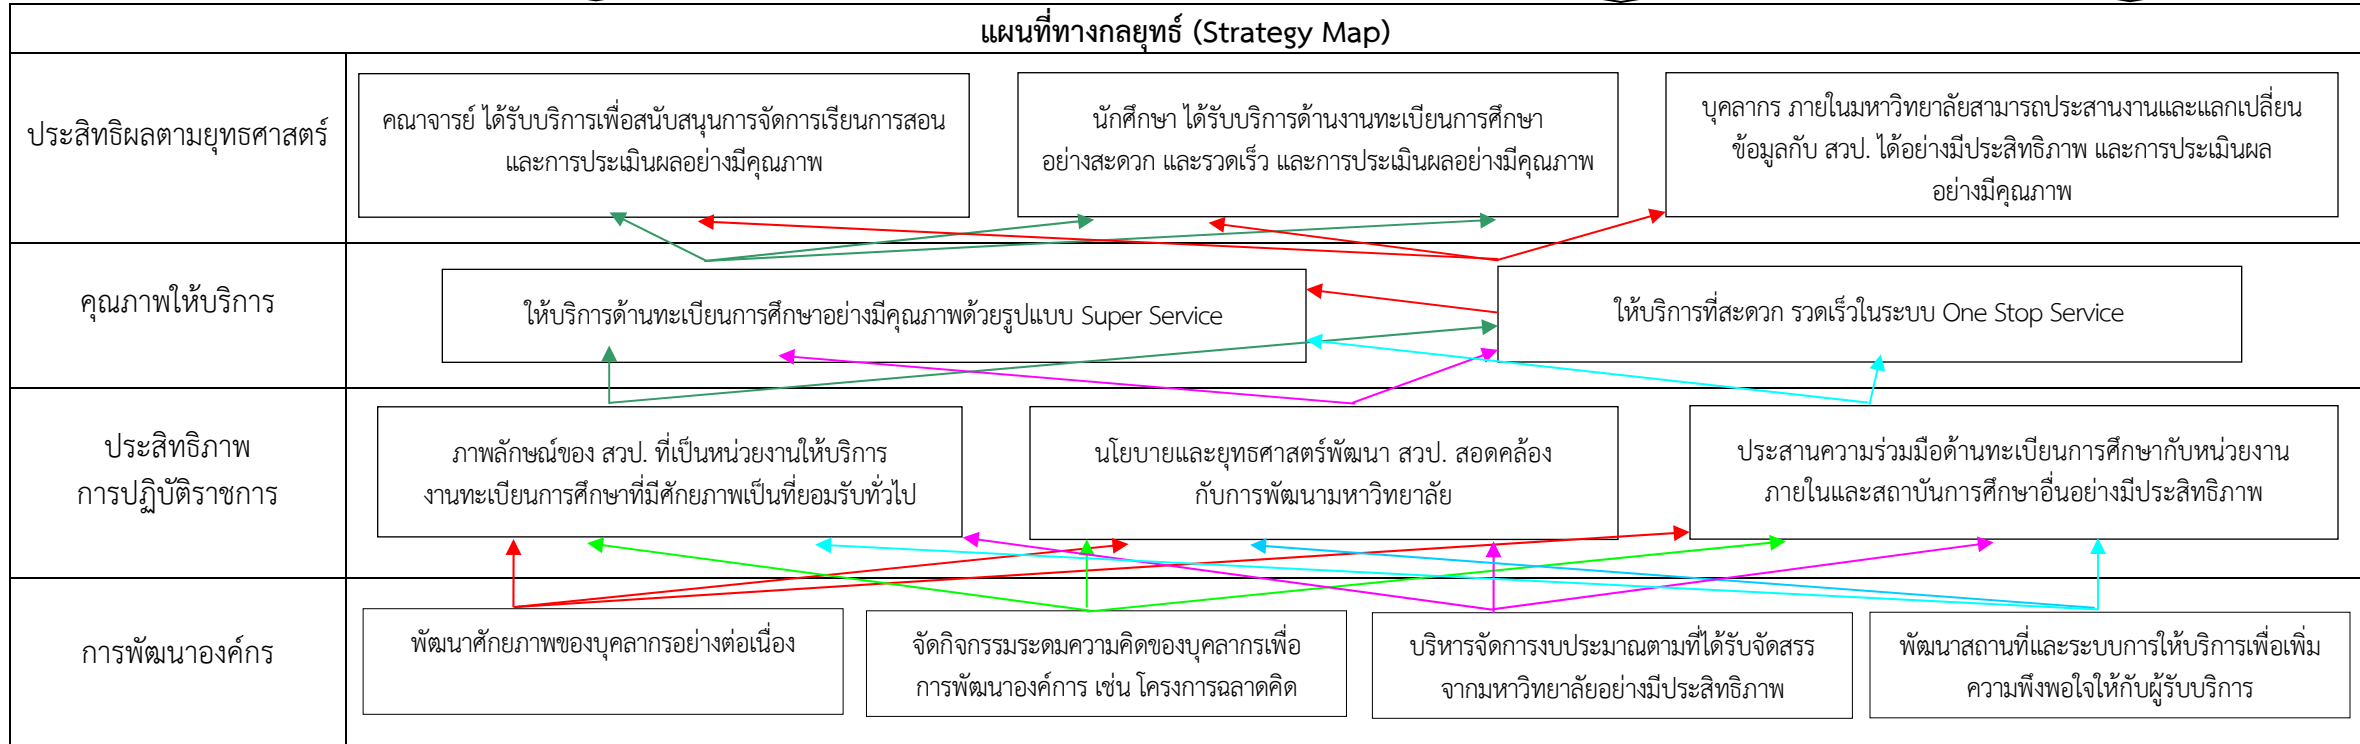 แผนที่ทางกลยุทธ์ (Strategy Map)
ประสิทธิผลตามยุทธศาสตร์
คณาจารย์ ได้รับบริการเพื่อสนับสนุนการจัดการเรียนการสอน
และการประเมินผลอย่างมีคุณภาพ
นักศึกษา ได้รับบริการด้านงานทะเบียนการศึกษา
อย่างสะดวก และรวดเร็ว และการประเมินผลอย่างมีคุณภาพ
บุคลากร ภายในมหาวิทยาลัยสามารถประสานงานและแลกเปลี่ยน
ข้อมูลกับ สวป. ได้อย่างมีประสิทธิภาพ และการประเมินผล
อย่างมีคุณภาพ
คุณภาพให้บริการ
ให้บริการด้านทะเบียนการศึกษาอย่างมีคุณภาพด้วยรูปแบบ Super Service
ให้บริการที่สะดวก รวดเร็วในระบบ One Stop Service
ประสิทธิภาพ
การปฏิบัติราชการ
ภาพลักษณ์ของ สวป. ที่เป็นหน่วยงานให้บริการ
งานทะเบียนการศึกษาที่มีศักยภาพเป็นที่ยอมรับทั่วไป
นโยบายและยุทธศาสตร์พัฒนา สวป. สอดคล้อง
กับการพัฒนามหาวิทยาลัย
ประสานความร่วมมือด้านทะเบียนการศึกษากับหน่วยงาน
ภายในและสถาบันการศึกษาอื่นอย่างมีประสิทธิภาพ
การพัฒนาองค์กร
พัฒนาศักยภาพของบุคลากรอย่างต่อเนื่อง
จัดกิจกรรมระดมความคิดของบุคลากรเพื่อ
การพัฒนาองค์การ เช่น โครงการฉลาดคิด
บริหารจัดการงบประมาณตามที่ได้รับจัดสรร
จากมหาวิทยาลัยอย่างมีประสิทธิภาพ
พัฒนาสถานที่และระบบการให้บริการเพื่อเพิ่ม
ความพึงพอใจให้กับผู้รับบริการ